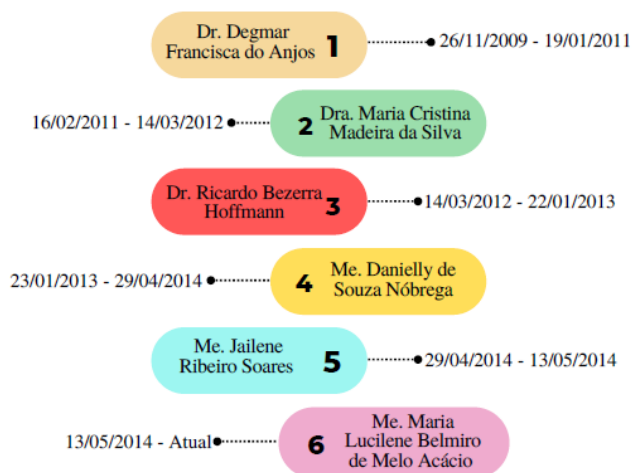 Dr. Degmar
Francisca do Anjos
1
26/11/2009 - 19/01/2011
16/02/2011 - 14/03/2012
2
Dra. Maria Cristina
Madeira da Silva
Dr. Ricardo Bezerra
Hoffmann
3
14/03/2012 - 22/01/2013
23/01/2013 - 29/04/2014
4
Me. Danielly de
Souza Nóbrega
Me. Jailene
Ribeiro Soares
5
29/04/2014 - 13/05/2014
13/05/2014 - Atual
6
Me. Maria
Lucilene Belmiro
de Melo Acácio